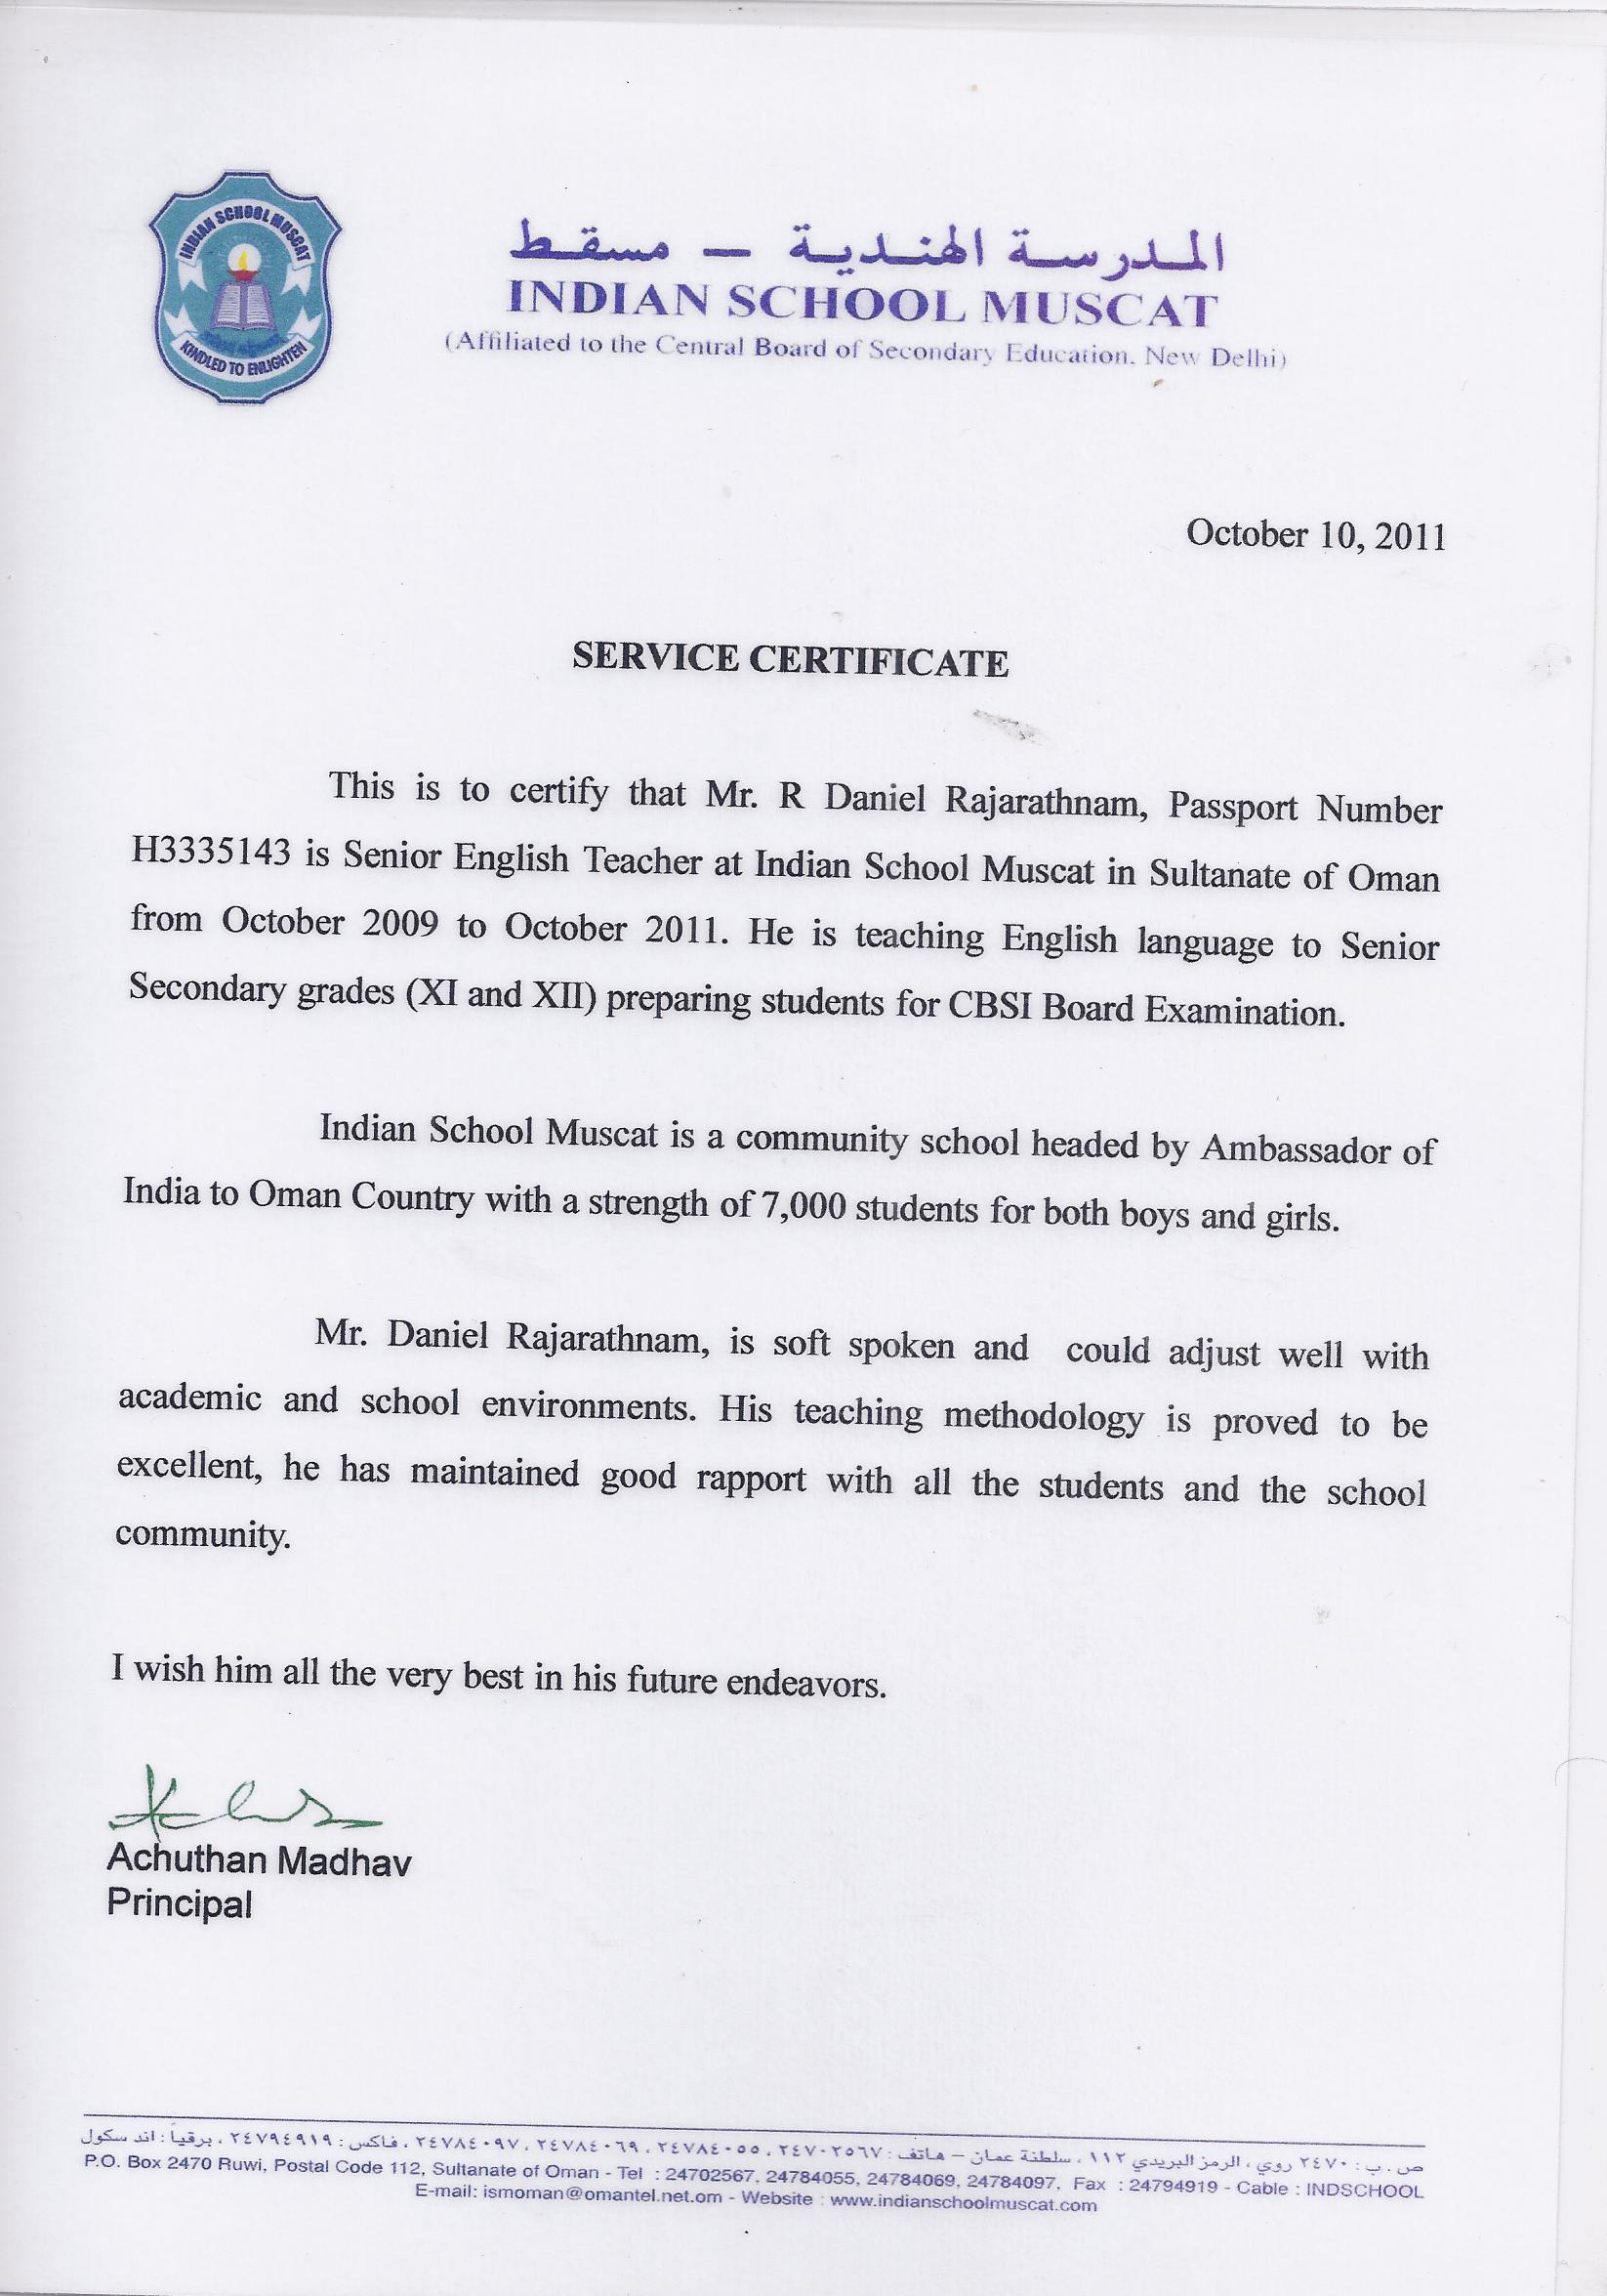 INDIAN SCHOOL MUSCAT
KINDLED TO ENLIGHTEN
المدرسة الهندية – مسقط
INDIAN SCHOOL MUSCAT
(Affiliated to the Central Board of Secondary Education, New Delhi)
October 10, 2011
SERVICE CERTIFICATE
This is to certify that Mr. R Daniel Rajarathnam, Passport Number
H3335143 is Senior English Teacher at Indian School Muscat in Sultanate of Oman
from October 2009 to October 2011. He is teaching English language to Senior
Secondary grades (XI and XII) preparing students for CBSI Board Examination.
Indian School Muscat is a community school headed by Ambassador of
India to Oman Country with a strength of 7,000 students for both boys and girls.
Mr. Daniel Rajarathnam, is soft spoken and could adjust well with
academic and school environments. His teaching methodology is proved to be
excellent, he has maintained good rapport with all the students and the school
community.
I wish him all the very best in his future endeavors.
Achuthan Madhav
Principal
ص . ب : ٢٤٧٠ روي ، الرمز البريدي ١١٢ ، سلطنة عمان – هاتف : ٢٤٧٠٢٥٦٧ ، ٢٤٧٨٤٠٥٥ ، ٢٤٧٨٤٠٦٩ ، ٢٤٧٨٤٠٩٧ ، فاكس : ٢٤٧٩٤٩١٩ ، برقياً : اند سكول
P.O. Box 2470 Ruwi, Postal Code 112, Sultanate of Oman - Tel : 24702567, 24784055, 24784069, 24784097, Fax : 24794919 - Cable : INDSCHOOL
E-mail: ismoman@omantel.net.om - Website : www.indianschoolmuscat.com